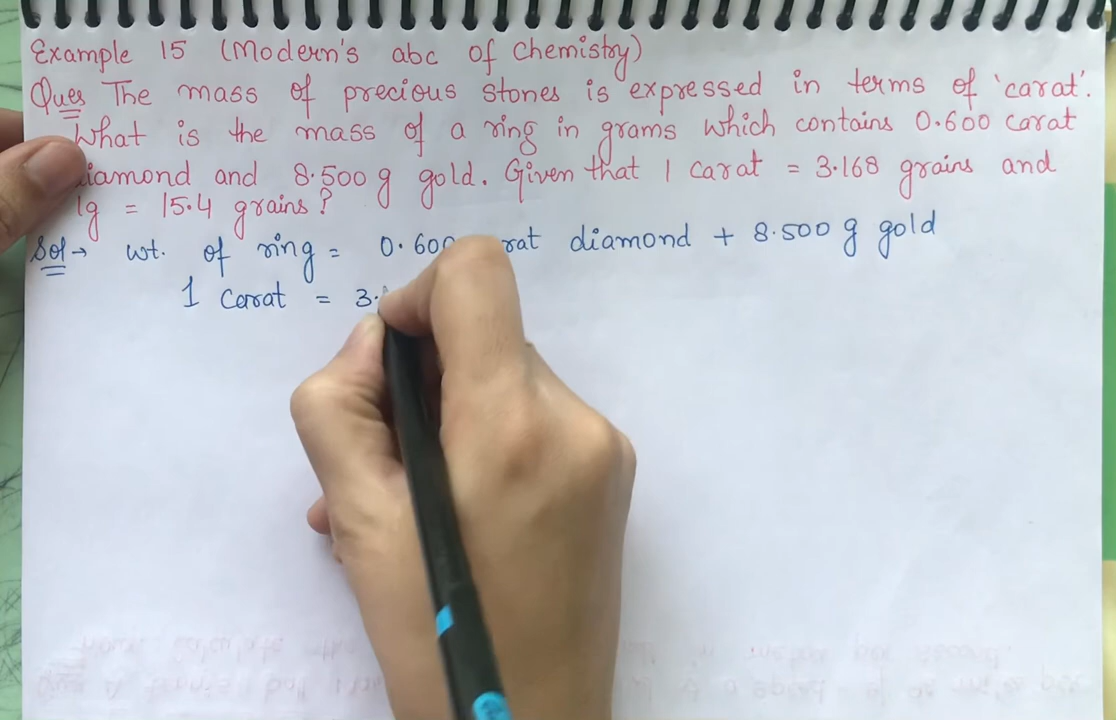 Example 15 (Modern's abc of Chemistry)
Ques The mass of precious stones is expressed in terms of 'carat'.
What is the mass of a ring in grams which contains 0.600 carat
diamond and 8.500 g gold. Given that 1 carat = 3.168 grains and
1g = 15.4 grains?
Sol→ wt. of ring = 0.600 diamond + 8.500 g gold
1 carat = 3.